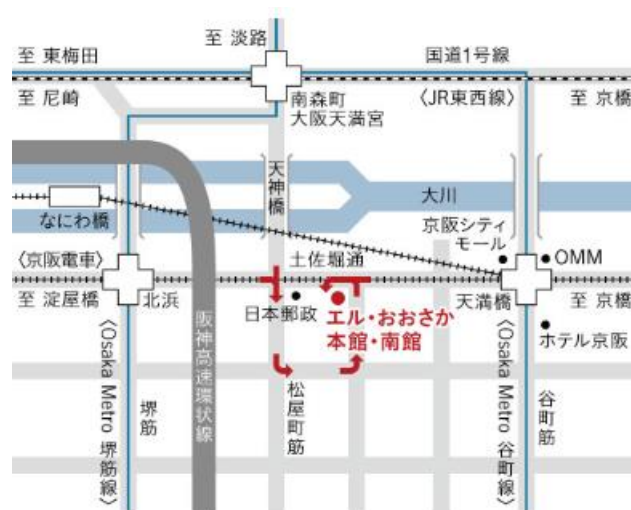 至 淡路
至 東梅田
国道1号線
至 尼崎
南森町
大阪天満宮
〈JR東西線〉
至 京橋
天神橋
大川
なにわ橋
京阪シティ
モール
OMM
〈京阪電車〉
土佐堀通
至 淀屋橋
北浜
日本郵政
天満橋
至 京橋
エル・おおさか
本館・南館
ホテル京阪
阪神高速環状線
〈Osaka Metro 堺筋線〉
堺筋
松屋町筋
〈Osaka Metro 谷町線〉
谷町筋